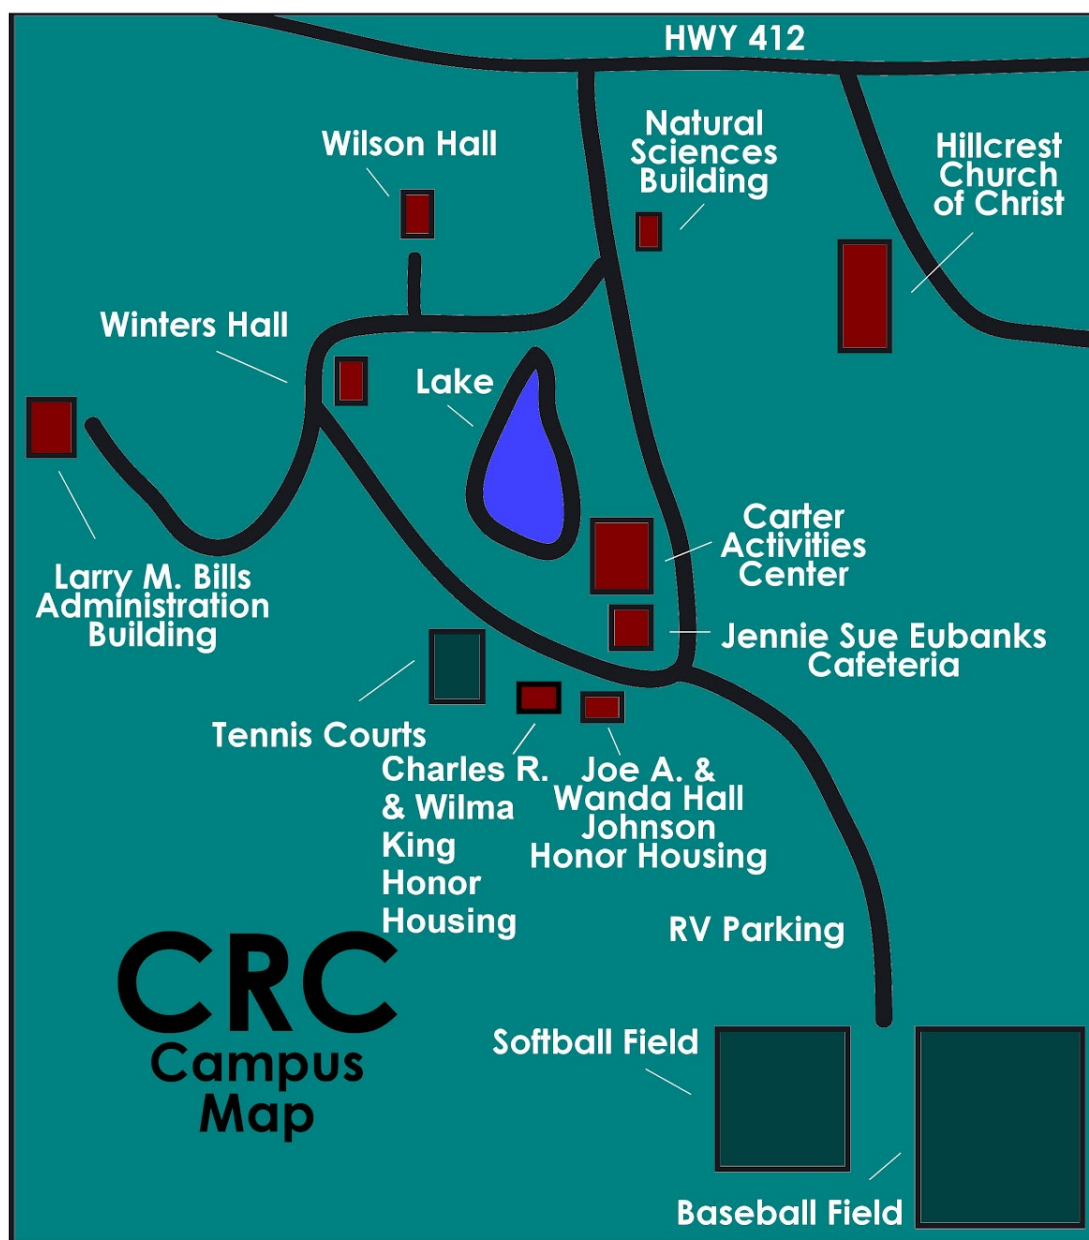 HWY 412
Natural
Sciences
Building
Wilson Hall
Hillcrest
Church
of Christ
Winters Hall
Lake
Carter
Activities
Center
Larry M. Bills
Administration
Building
Jennie Sue Eubanks
Cafeteria
Tennis Courts
Charles R.
& Wilma
King
Honor
Housing
Joe A. &
Wanda Hall
Johnson
Honor Housing
RV Parking
CRC
Campus
Map
Softball Field
Baseball Field